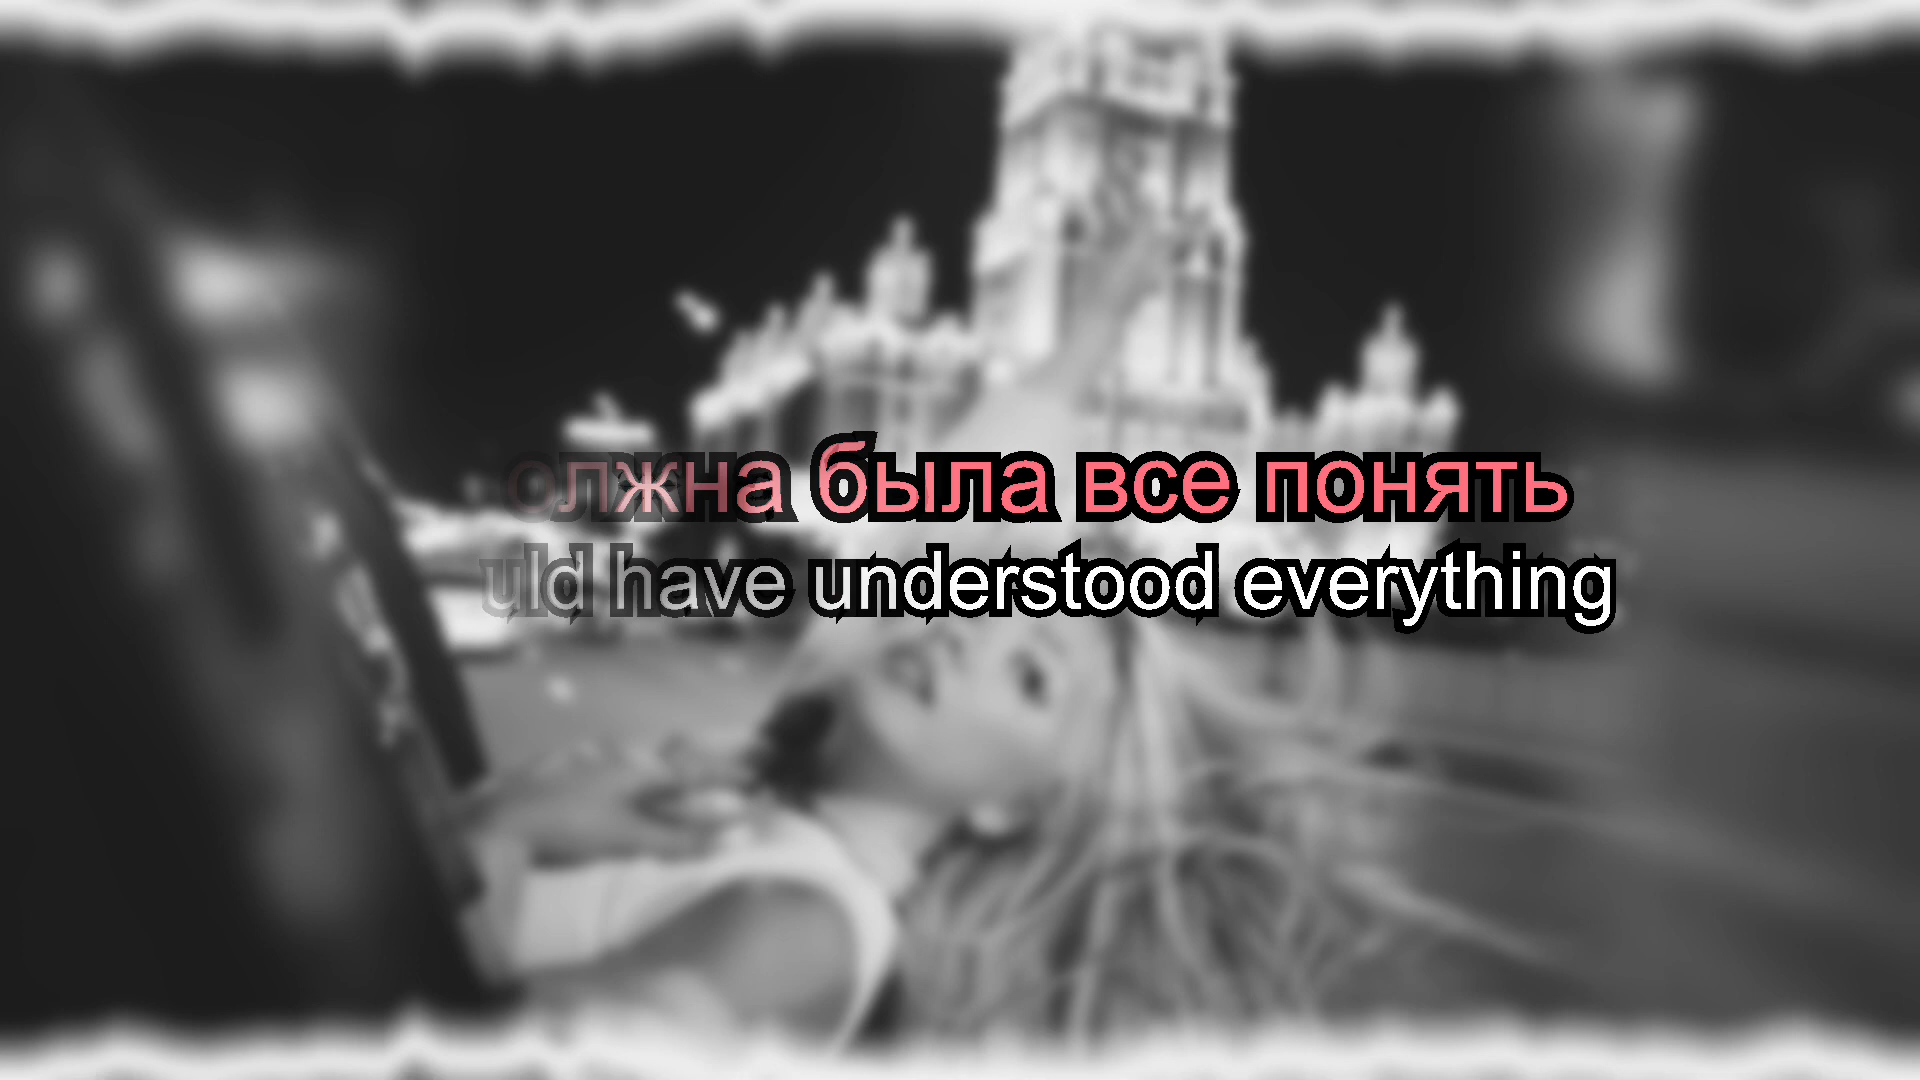 олжна была все понять
uld have understood everything